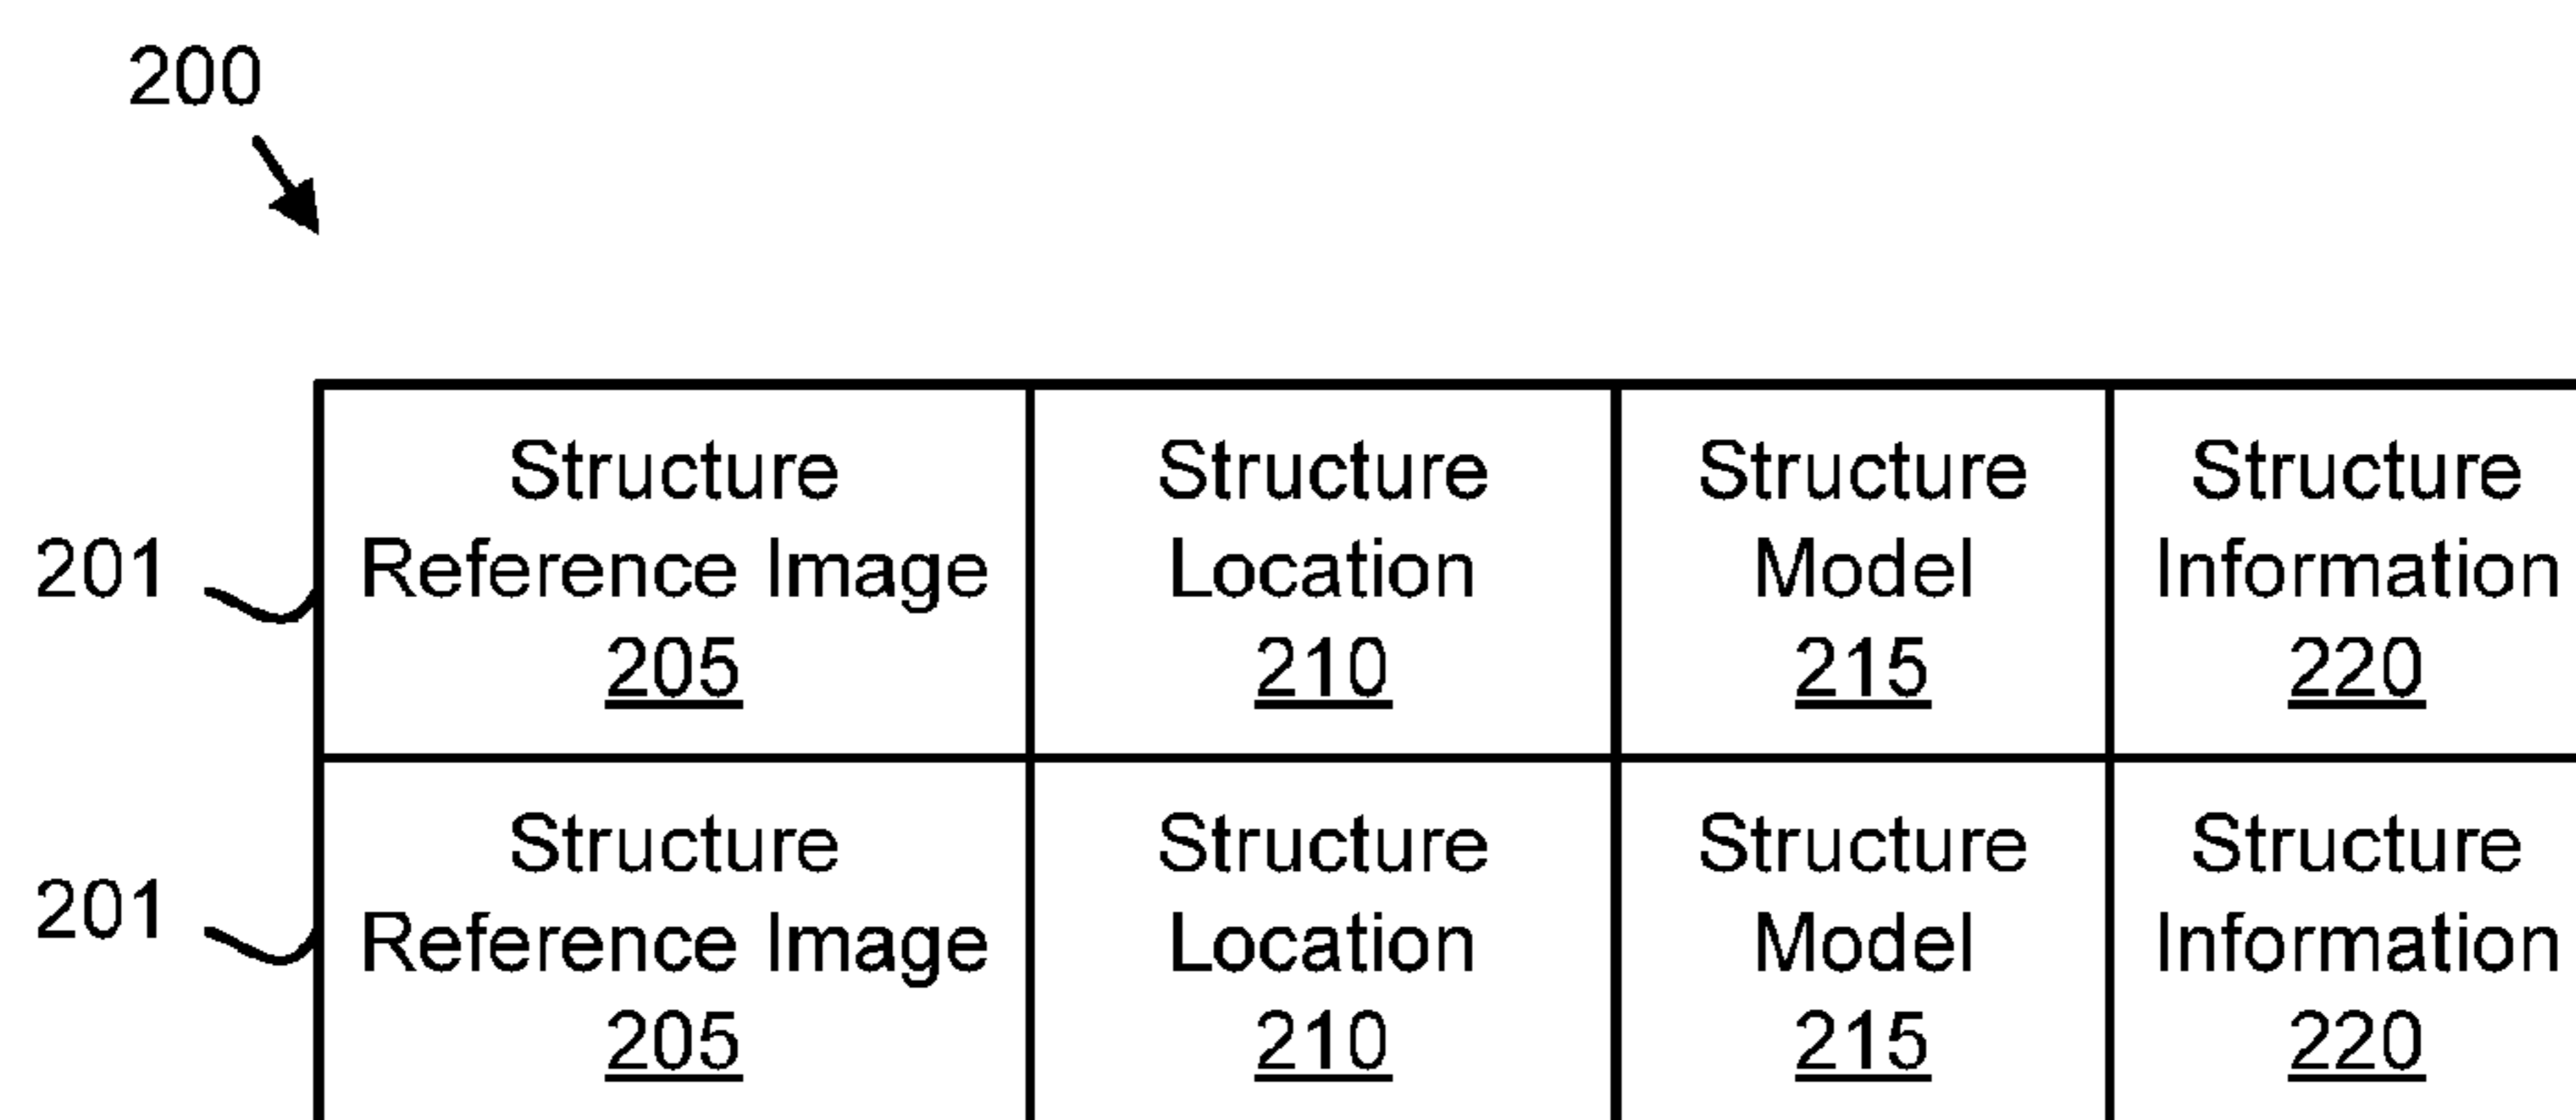 200
201
Structure
Reference Image
205
Structure
Location
210
Structure
Model
215
Structure
Information
220
201
Structure
Reference Image
205
Structure
Location
210
Structure
Model
215
Structure
Information
220